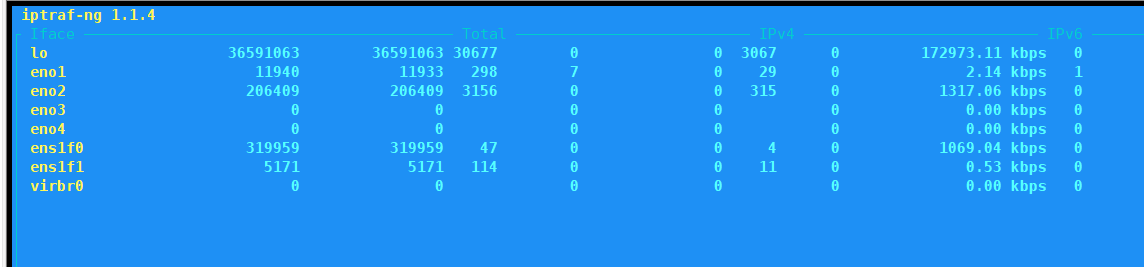 iptraf-ng 1.1.4
Iface Total IPv4 IPv6
lo 36591063 36591063 30677 0 0 3067 0 172973.11 kbps 0
eno1 11940 11933 298 7 0 29 0 2.14 kbps 1
eno2 206409 206409 3156 0 0 315 0 1317.06 kbps 0
eno3 0 0 0 0 0 0.00 kbps 0
eno4 0 0 0 0 0 0.00 kbps 0
ens1f0 319959 319959 47 0 0 4 0 1069.04 kbps 0
ens1f1 5171 5171 114 0 0 11 0 0.53 kbps 0
virbr0 0 0 0 0 0 0.00 kbps 0